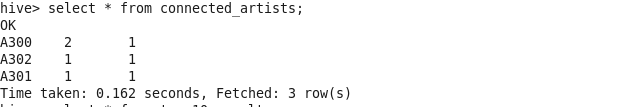 hive> select * from connected_artists;
OK
A300 2 1
A302 1 1
A301 1 1
Time taken: 0.162 seconds, Fetched: 3 row(s)